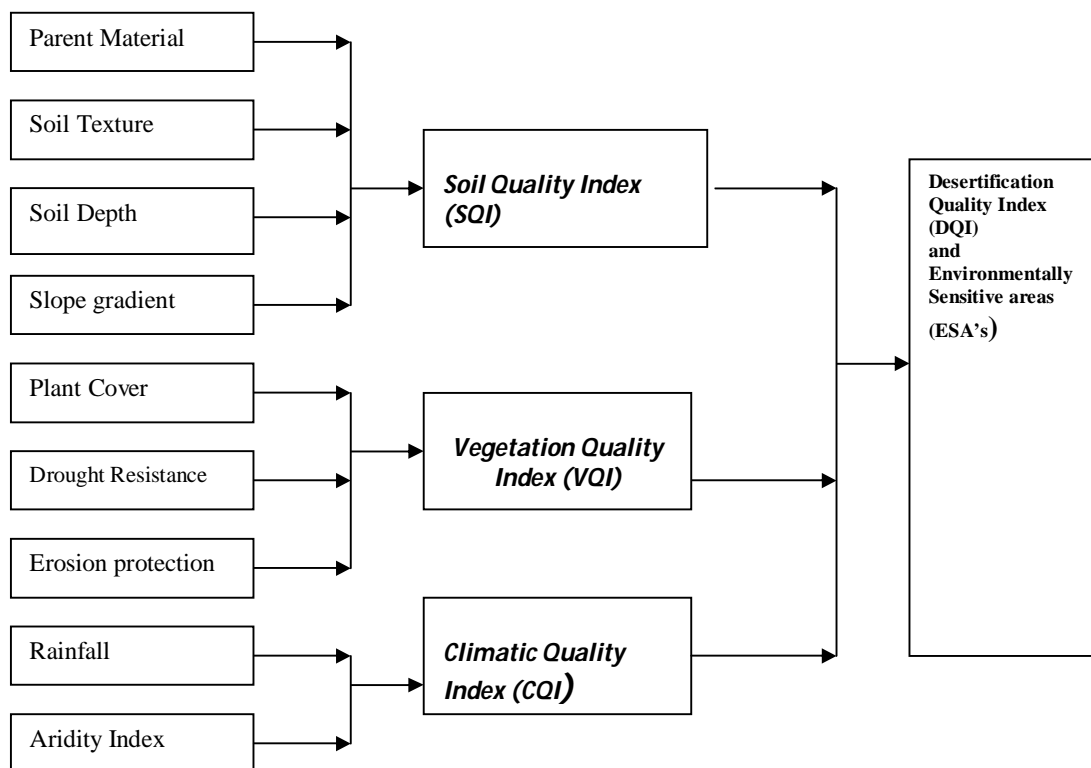 Parent Material
Soil Texture
Soil Depth
Slope gradient
Plant Cover
Drought Resistance
Erosion protection
Rainfall
Aridity Index
Soil Quality Index
(SQI)
Vegetation Quality
Index (VQI)
Climatic Quality
Index (CQI)
Desertification
Quality Index
(DQI)
and
Environmentally
Sensitive areas
(ESA’s)